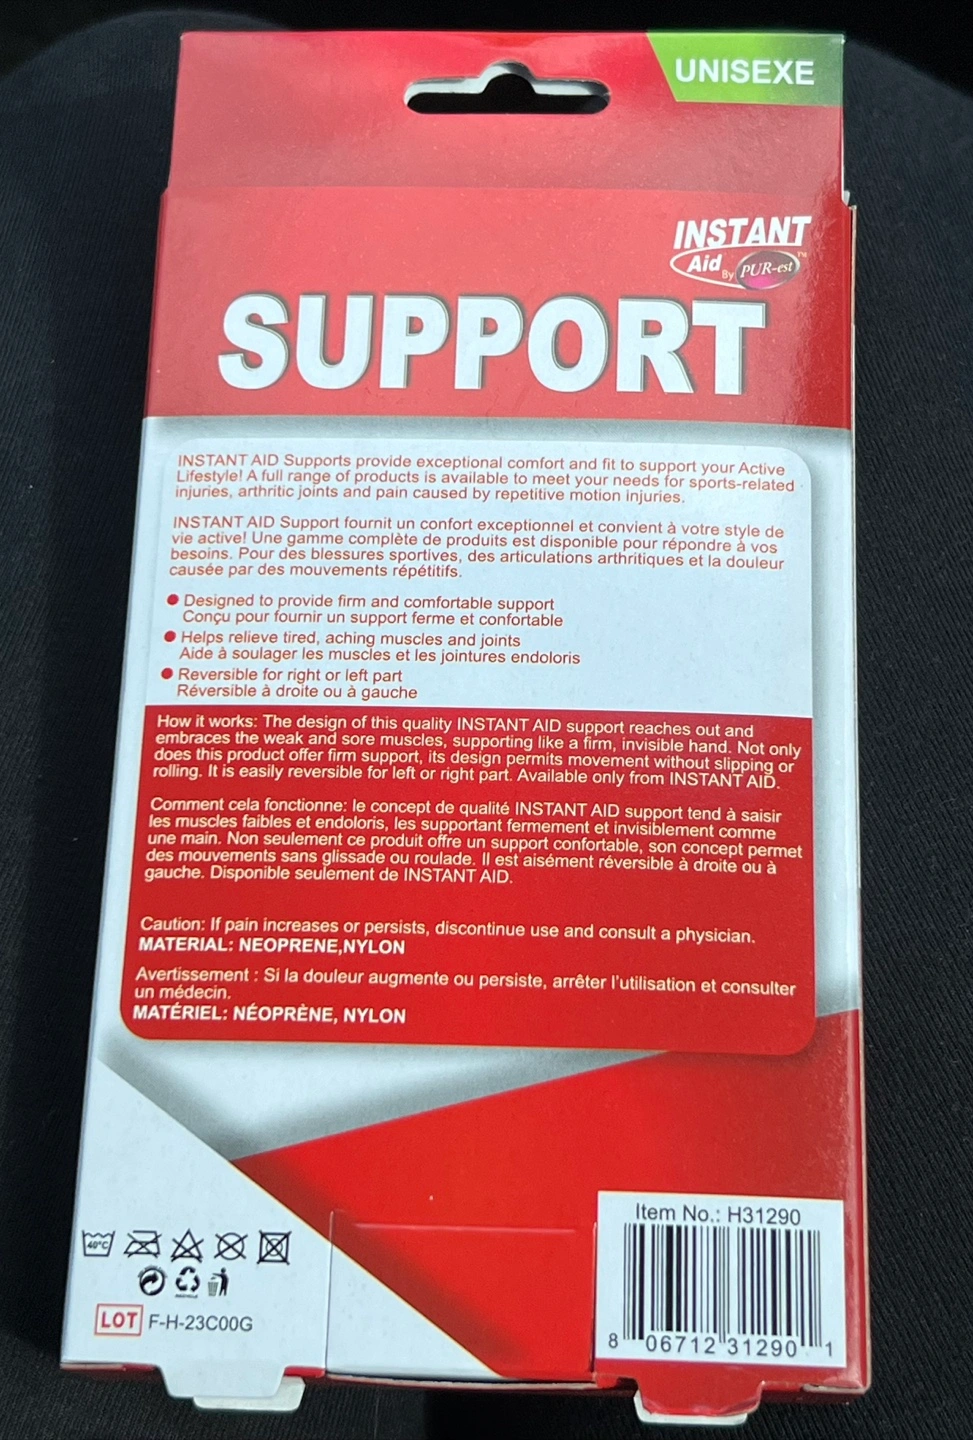 UNISEXE
INSTANT
Aid By PUR-est™
SUPPORT
INSTANT AID Supports provide exceptional comfort and fit to support your Active
Lifestyle! A full range of products is available to meet your needs for sports-related
injuries, arthritic joints and pain caused by repetitive motion injuries.
INSTANT AID Support fournit un confort exceptionnel et convient à votre style de
vie active! Une gamme complète de produits est disponible pour répondre à vos
besoins. Pour des blessures sportives, des articulations arthritiques et la douleur
causée par des mouvements répétitifs.
● Designed to provide firm and comfortable support
Conçu pour fournir un support ferme et confortable
● Helps relieve tired, aching muscles and joints
Aide à soulager les muscles et les jointures endoloris
● Reversible for right or left part
Réversible à droite ou à gauche
How it works: The design of this quality INSTANT AID support reaches out and
embraces the weak and sore muscles, supporting like a firm, invisible hand. Not only
does this product offer firm support, its design permits movement without slipping or
rolling. It is easily reversible for left or right part. Available only from INSTANT AID.
Comment cela fonctionne: le concept de qualité INSTANT AID support tend à saisir
les muscles faibles et endoloris, les supportant fermement et invisiblement comme
une main. Non seulement ce produit offre un support confortable, son concept permet
des mouvements sans glissade ou roulade. Il est aisément réversible à droite ou à
gauche. Disponible seulement de INSTANT AID.
Caution: If pain increases or persists, discontinue use and consult a physician.
MATERIAL: NEOPRENE,NYLON
Avertissement : Si la douleur augmente ou persiste, arrêter l'utilisation et consulter
un médecin.
MATÉRIEL: NÉOPRÈNE, NYLON
40°C
LOT F-H-23C00G
Item No.: H31290
8 06712 31290 1